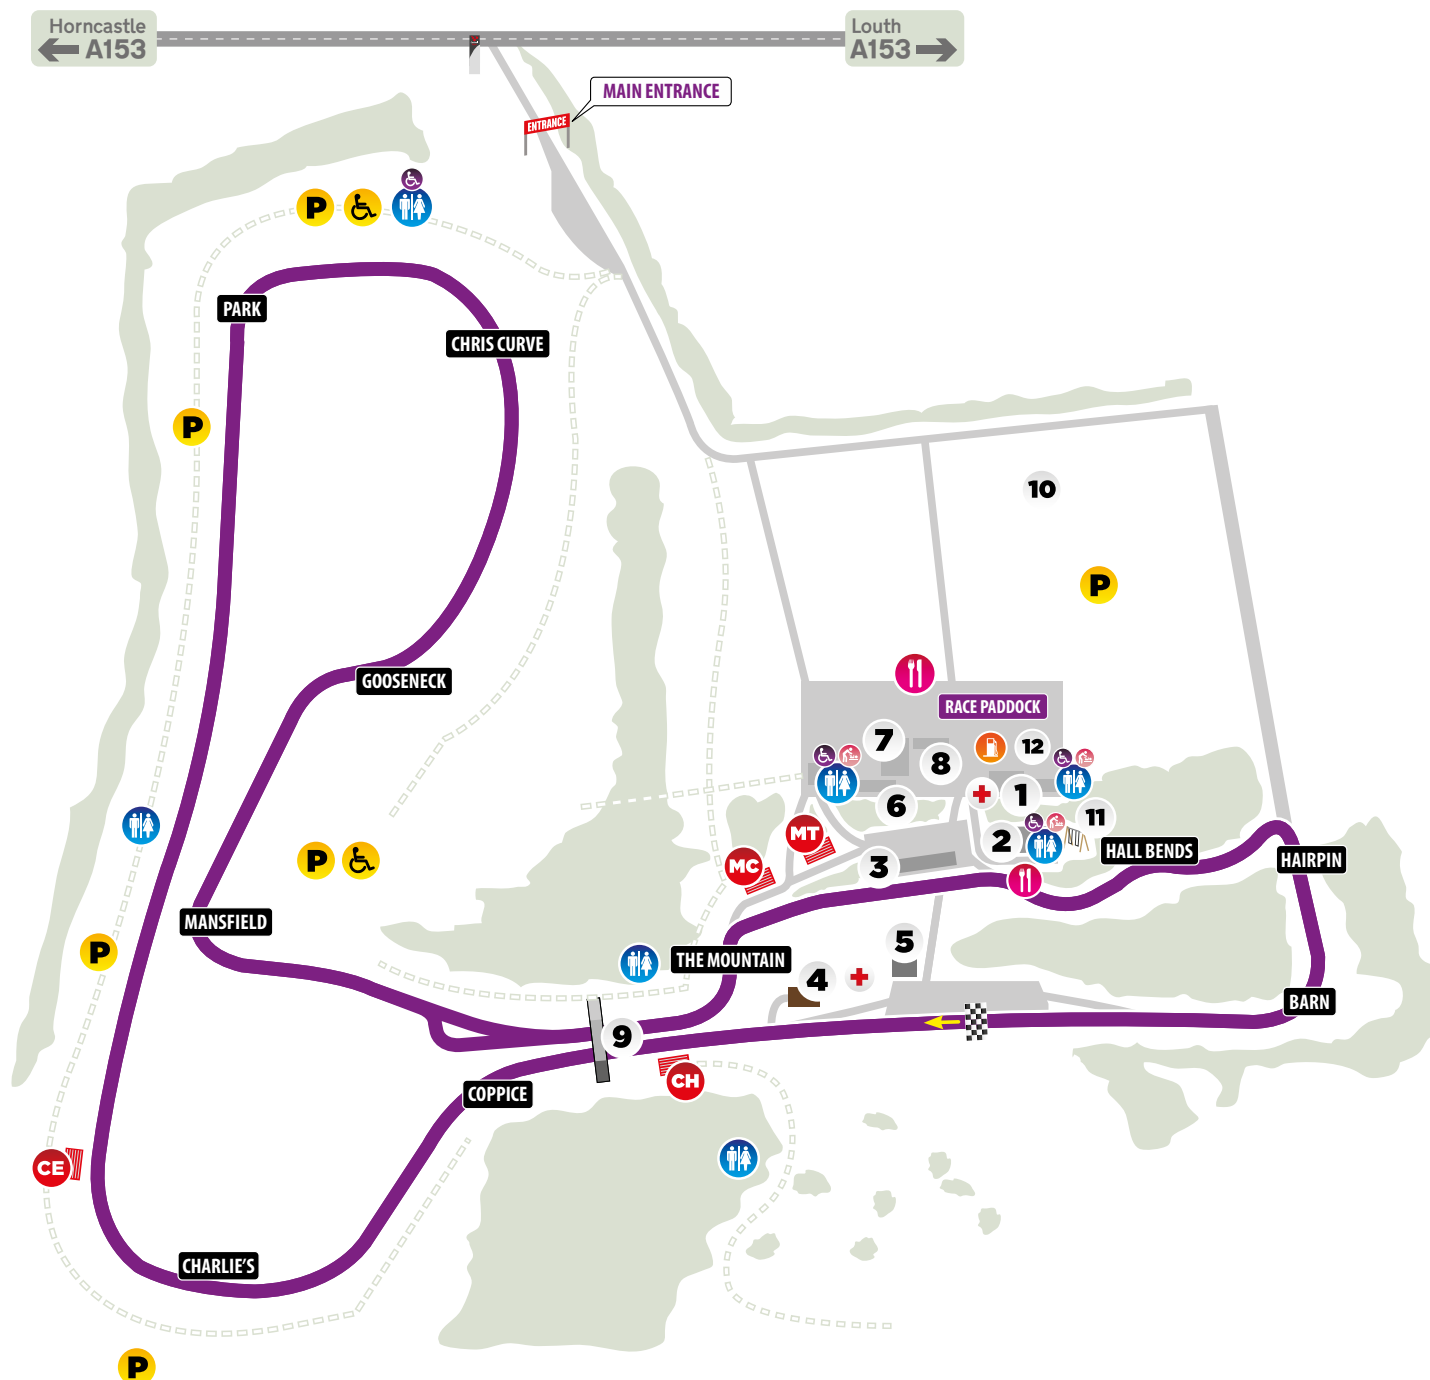 Horncastle
A153
Louth
A153
MAIN ENTRANCE
ENTRANCE
P
PARK
CHRIS CURVE
P
10
P
GOOSENECK
RACE PADDOCK
7
12
8
1
6
11
MT
2
HALL BENDS
P
MC
3
HAIRPIN
MANSFIELD
P
5
THE MOUNTAIN
4
BARN
9
CH
COPPICE
CE
CHARLIE'S
P